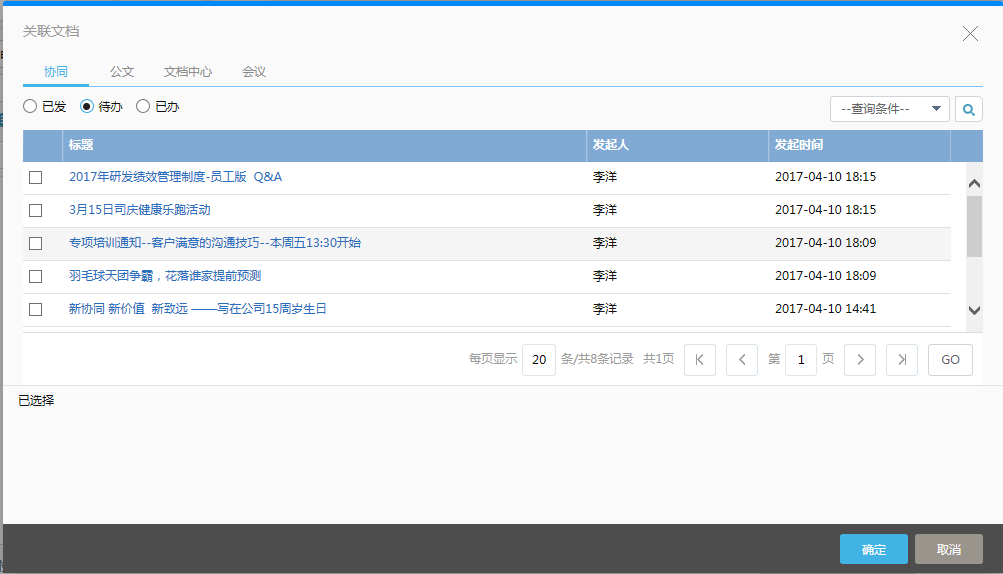 关联文档
协同 公文 文档中心 会议
已发 待办 已办 --查询条件--
标题 发起人 发起时间
2017年研发绩效管理制度-员工版 Q&A 李洋 2017-04-10 18:15
3月15日司庆健康乐跑活动 李洋 2017-04-10 18:15
专项培训通知--客户满意的沟通技巧--本周五13:30开始 李洋 2017-04-10 18:09
羽毛球天团争霸，花落谁家提前预测 李洋 2017-04-10 18:09
新协同 新价值 新致远 ——写在公司15周岁生日 李洋 2017-04-10 14:41
每页显示 20 条/共8条记录 共1页 第 1 页 GO
已选择
确定 取消